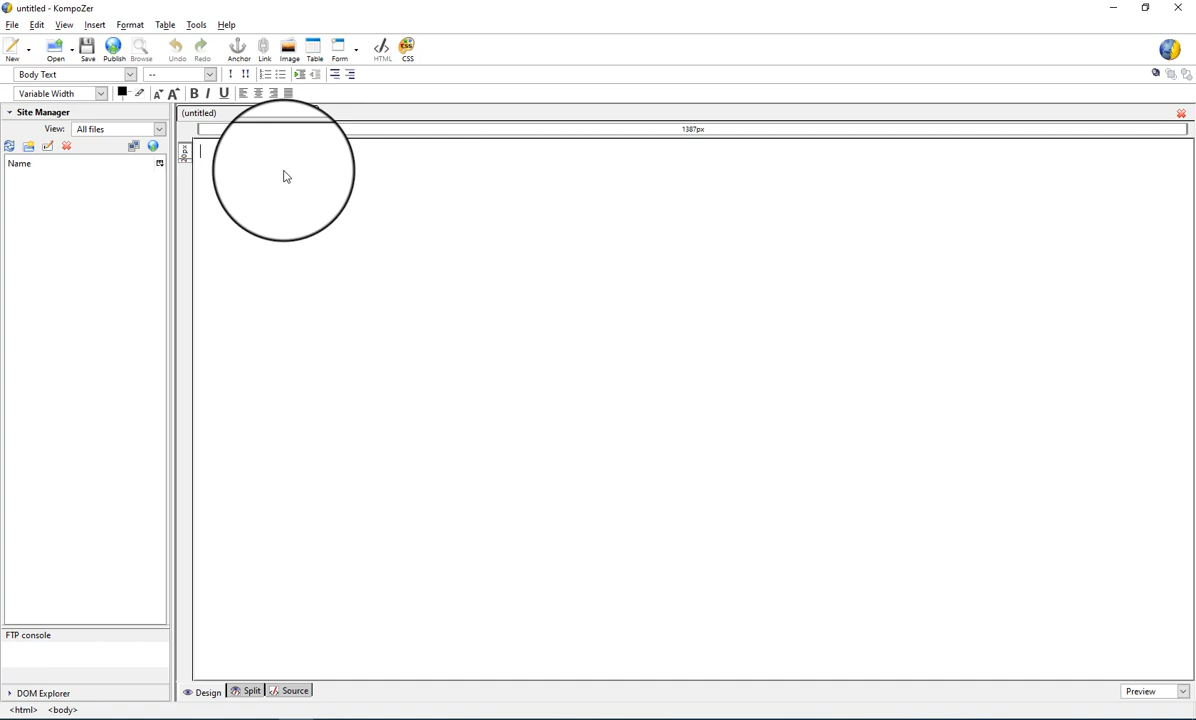 untitled - KompoZer
File Edit View Insert Format Table Tools Help
New Open Save Publish Browse Undo Redo Anchor Link Image Table Form HTML CSS
Body Text --
Variable Width
Site Manager
(untitled)
View: All files
1387px
20px
Name
FTP console
DOM Explorer
Design Split Source Preview
<html> <body>